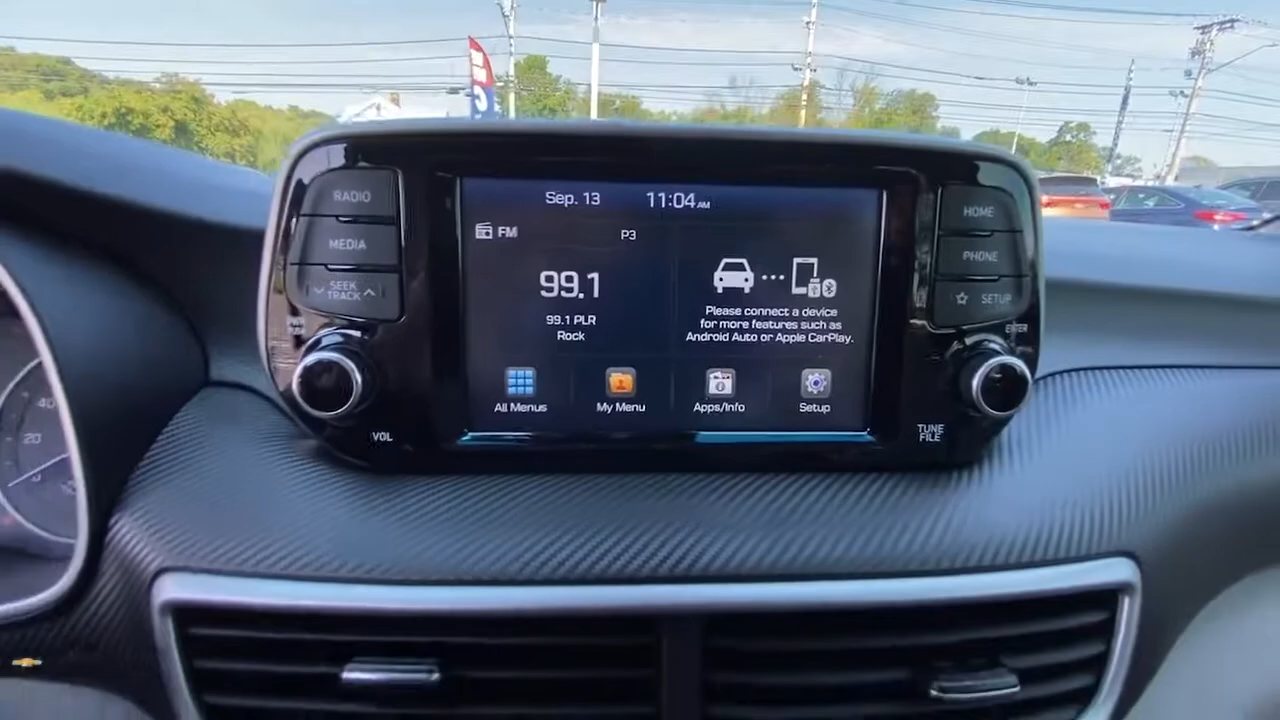 RADIO
MEDIA
SEEK
TRACK
VOL
Sep. 13 11:04 AM
FM
P3
99.1
99.1 PLR
Rock
Please connect a device
for more features such as
Android Auto or Apple CarPlay.
All Menus
My Menu
Apps/Info
Setup
HOME
PHONE
SETUP
ENTER
TUNE
FILE
40
20